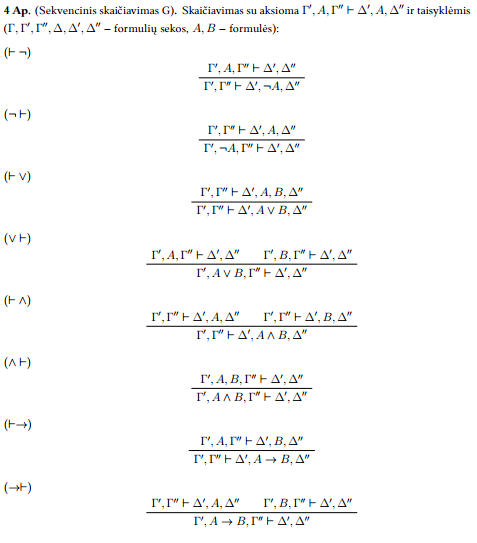 4 Ap. (Sekvencinis skaičiavimas G). Skaičiavimas su aksioma Γ′, A, Γ″ ⊢ Δ′, A, Δ″ ir taisyklėmis
(Γ, Γ′, Γ″, Δ, Δ′, Δ″ – formulių sekos, A, B – formulės):
(⊢ ¬)
Γ′, A, Γ″ ⊢ Δ′, Δ″
Γ′, Γ″ ⊢ Δ′, ¬A, Δ″
(¬ ⊢)
Γ′, Γ″ ⊢ Δ′, A, Δ″
Γ′, ¬A, Γ″ ⊢ Δ′, Δ″
(⊢ ∨)
Γ′, Γ″ ⊢ Δ′, A, B, Δ″
Γ′, Γ″ ⊢ Δ′, A ∨ B, Δ″
(∨ ⊢)
Γ′, A, Γ″ ⊢ Δ′, Δ″ Γ′, B, Γ″ ⊢ Δ′, Δ″
Γ′, A ∨ B, Γ″ ⊢ Δ′, Δ″
(⊢ ∧)
Γ′, Γ″ ⊢ Δ′, A, Δ″ Γ′, Γ″ ⊢ Δ′, B, Δ″
Γ′, Γ″ ⊢ Δ′, A ∧ B, Δ″
(∧ ⊢)
Γ′, A, B, Γ″ ⊢ Δ′, Δ″
Γ′, A ∧ B, Γ″ ⊢ Δ′, Δ″
(⊢→)
Γ′, A, Γ″ ⊢ Δ′, B, Δ″
Γ′, Γ″ ⊢ Δ′, A → B, Δ″
(→⊢)
Γ′, Γ″ ⊢ Δ′, A, Δ″ Γ′, B, Γ″ ⊢ Δ′, Δ″
Γ′, A → B, Γ″ ⊢ Δ′, Δ″